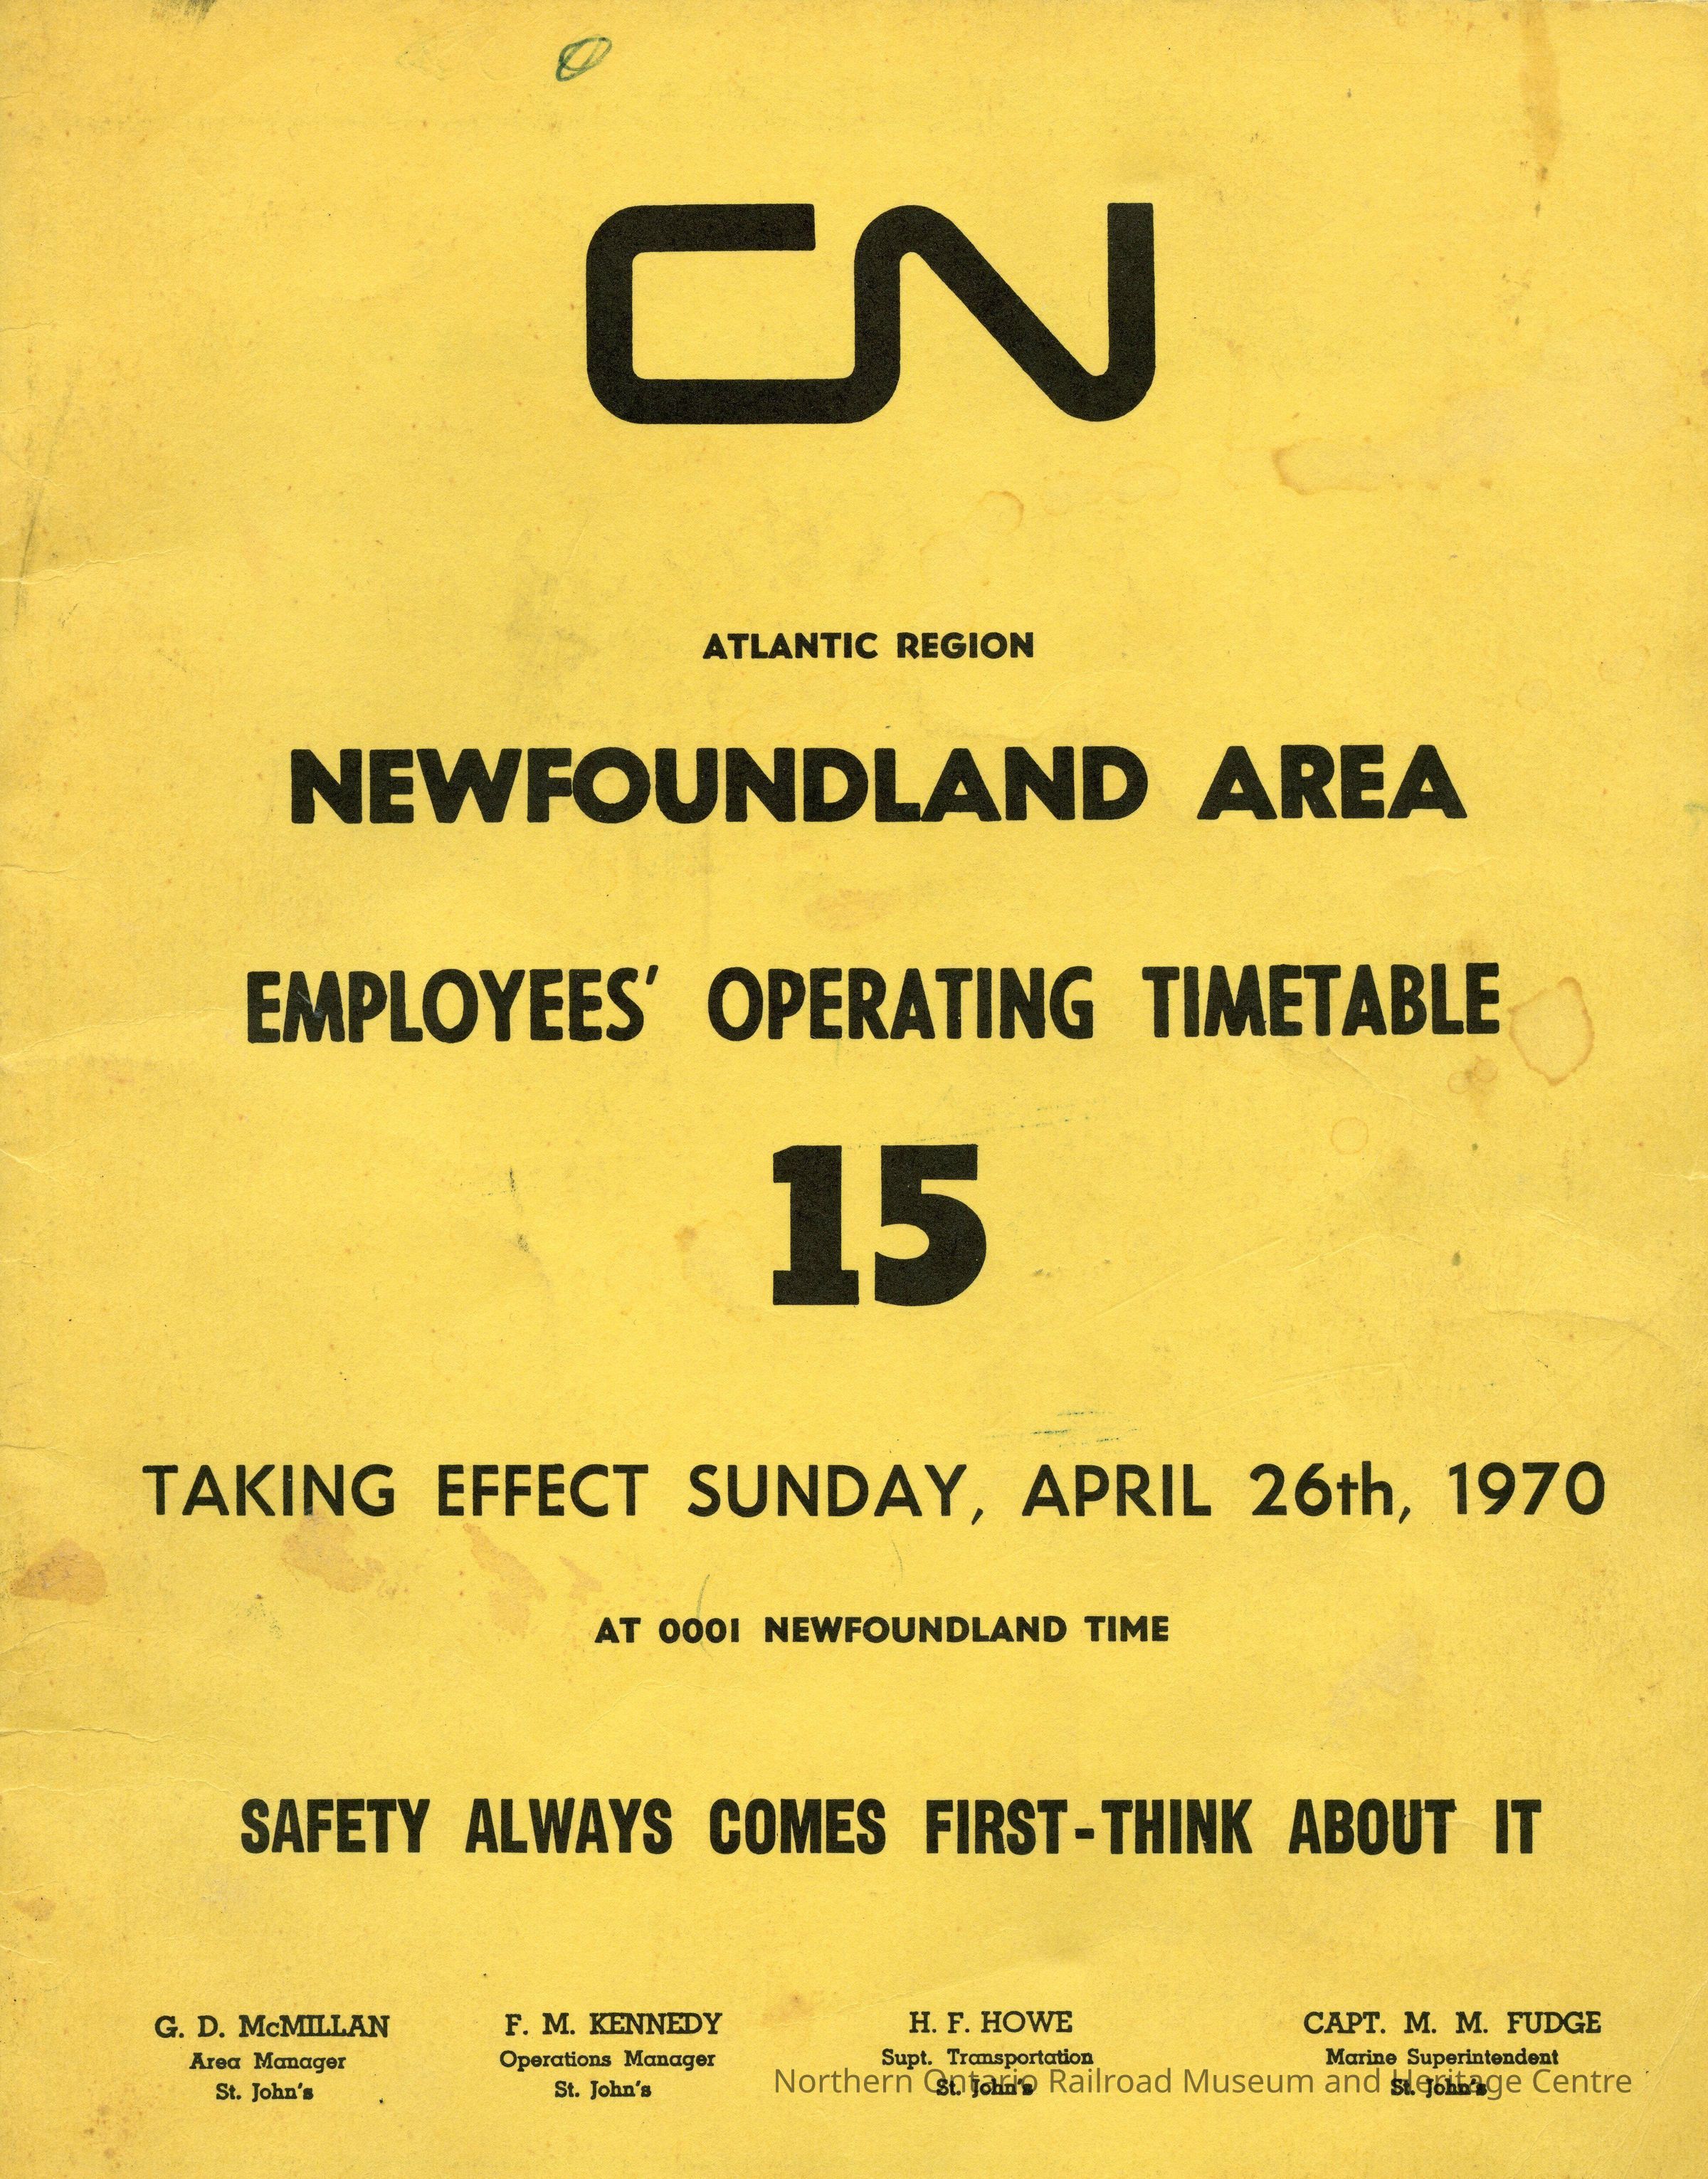 CN
ATLANTIC REGION
NEWFOUNDLAND AREA
EMPLOYEES' OPERATING TIMETABLE
15
TAKING EFFECT SUNDAY, APRIL 26th, 1970
AT 0001 NEWFOUNDLAND TIME
SAFETY ALWAYS COMES FIRST-THINK ABOUT IT
G. D. McMILLAN
Area Manager
St. John's
F. M. KENNEDY
Operations Manager
St. John's
H. F. HOWE
Supt. Transportation
St. John's
CAPT. M. M. FUDGE
Marine Superintendent
St. John's
Northern Ontario Railroad Museum and Heritage Centre